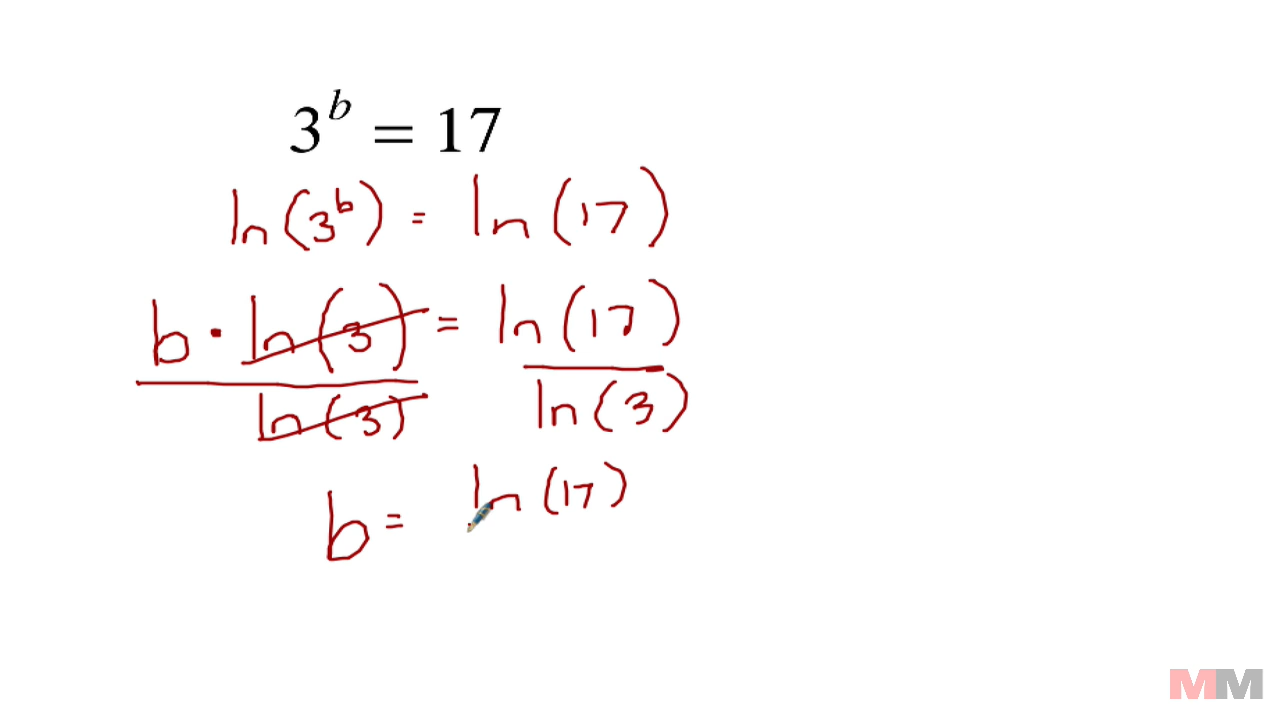 3^b = 17
ln(3^b) = ln(17)
b · ln(3) = ln(17)
ln(3) ln(3)
b = ln(17)
MM